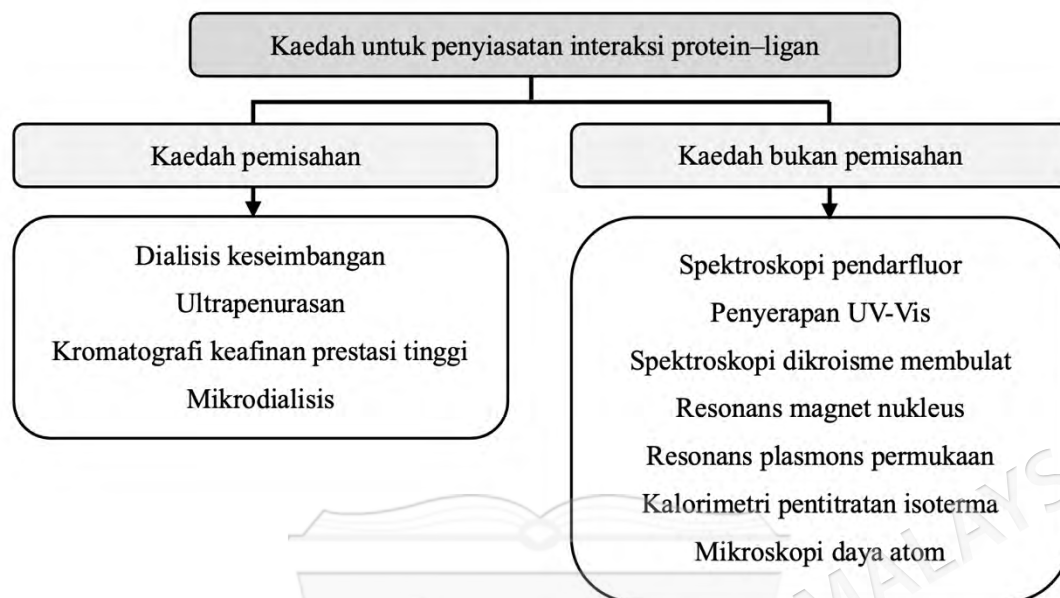 Kaedah untuk penyiasatan interaksi protein–ligan
Kaedah pemisahan
Dialisis keseimbangan
Ultrapenurasan
Kromatografi keafinan prestasi tinggi
Mikrodialisis
Kaedah bukan pemisahan
Spektroskopi pendarfluor
Penyerapan UV-Vis
Spektroskopi dikroisme membulat
Resonans magnet nukleus
Resonans plasmons permukaan
Kalorimetri pentitratan isoterma
Mikroskopi daya atom